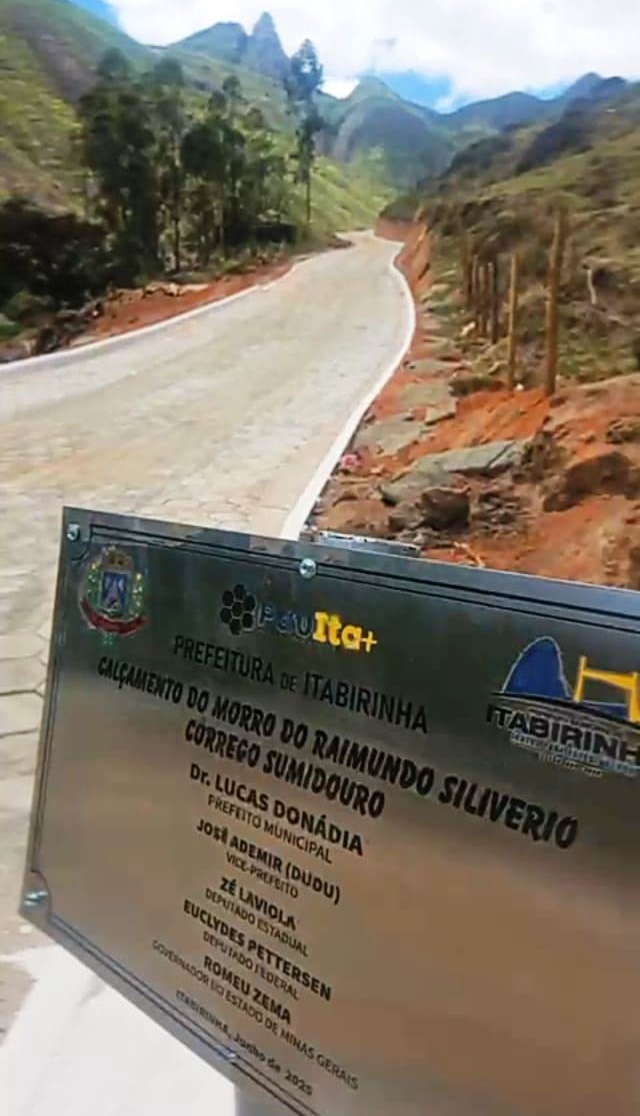 PavIta+
PREFEITURA DE ITABIRINHA
ITABIRINH
CALÇAMENTO DO MORRO DO RAIMUNDO SILIVERIO
CÓRREGO SUMIDOURO
Dr. LUCAS DONÁDIA
PREFEITO MUNICIPAL
JOSÉ ADEMIR (DUDU)
VICE-PREFEITO
ZÉ LAVIOLA
DEPUTADO ESTADUAL
EUCLYDES PETTERSEN
DEPUTADO FEDERAL
ROMEU ZEMA
GOVERNADOR DO ESTADO DE MINAS GERAIS
ITABIRINHA, Junho de 2025